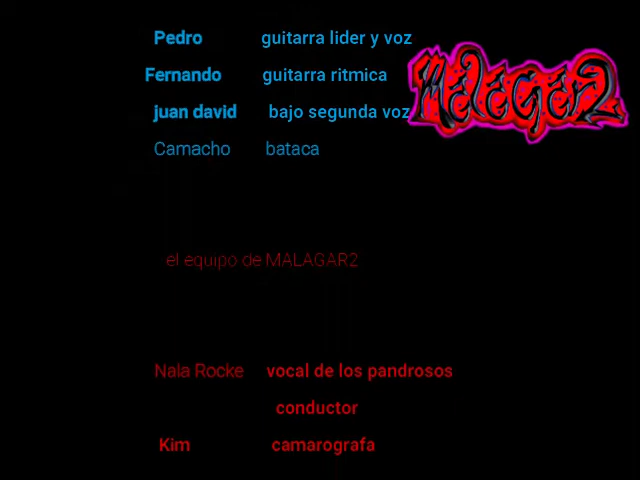 Pedro guitarra lider y voz
Fernando guitarra ritmica
juan david bajo segunda voz
Camacho bataca
MELEGER2
el equipo de MALAGAR2
Nala Rocke vocal de los pandrosos
conductor
Kim camarografa